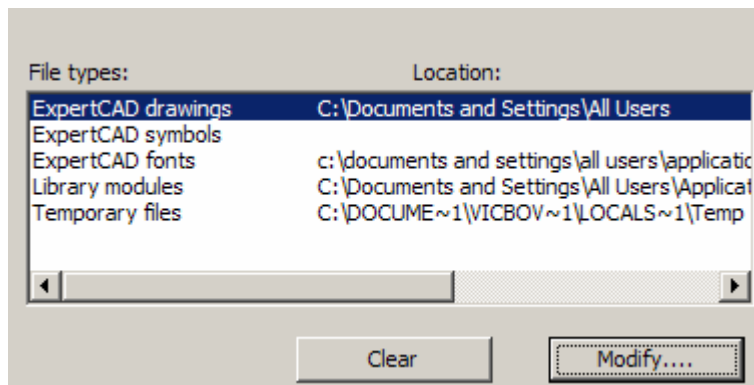 File types: Location:
ExpertCAD drawings C:\Documents and Settings\All Users
ExpertCAD symbols
ExpertCAD fonts c:\documents and settings\all users\applicatic
Library modules C:\Documents and Settings\All Users\Applicat
Temporary files C:\DOCUME~1\VICBOV~1\LOCALS~1\Temp
Clear Modify....